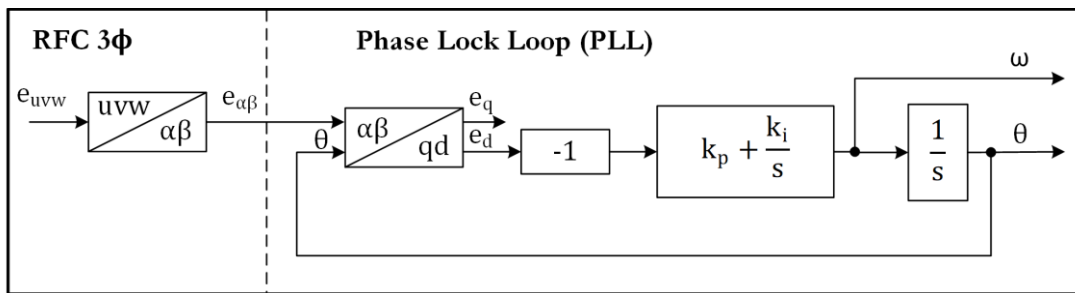 RFC 3ϕ
Phase Lock Loop (PLL)
e_uvw
uvw
αβ
e_αβ
θ
αβ
qd
e_q
e_d
-1
k_p + k_i/s
ω
1/s
θ